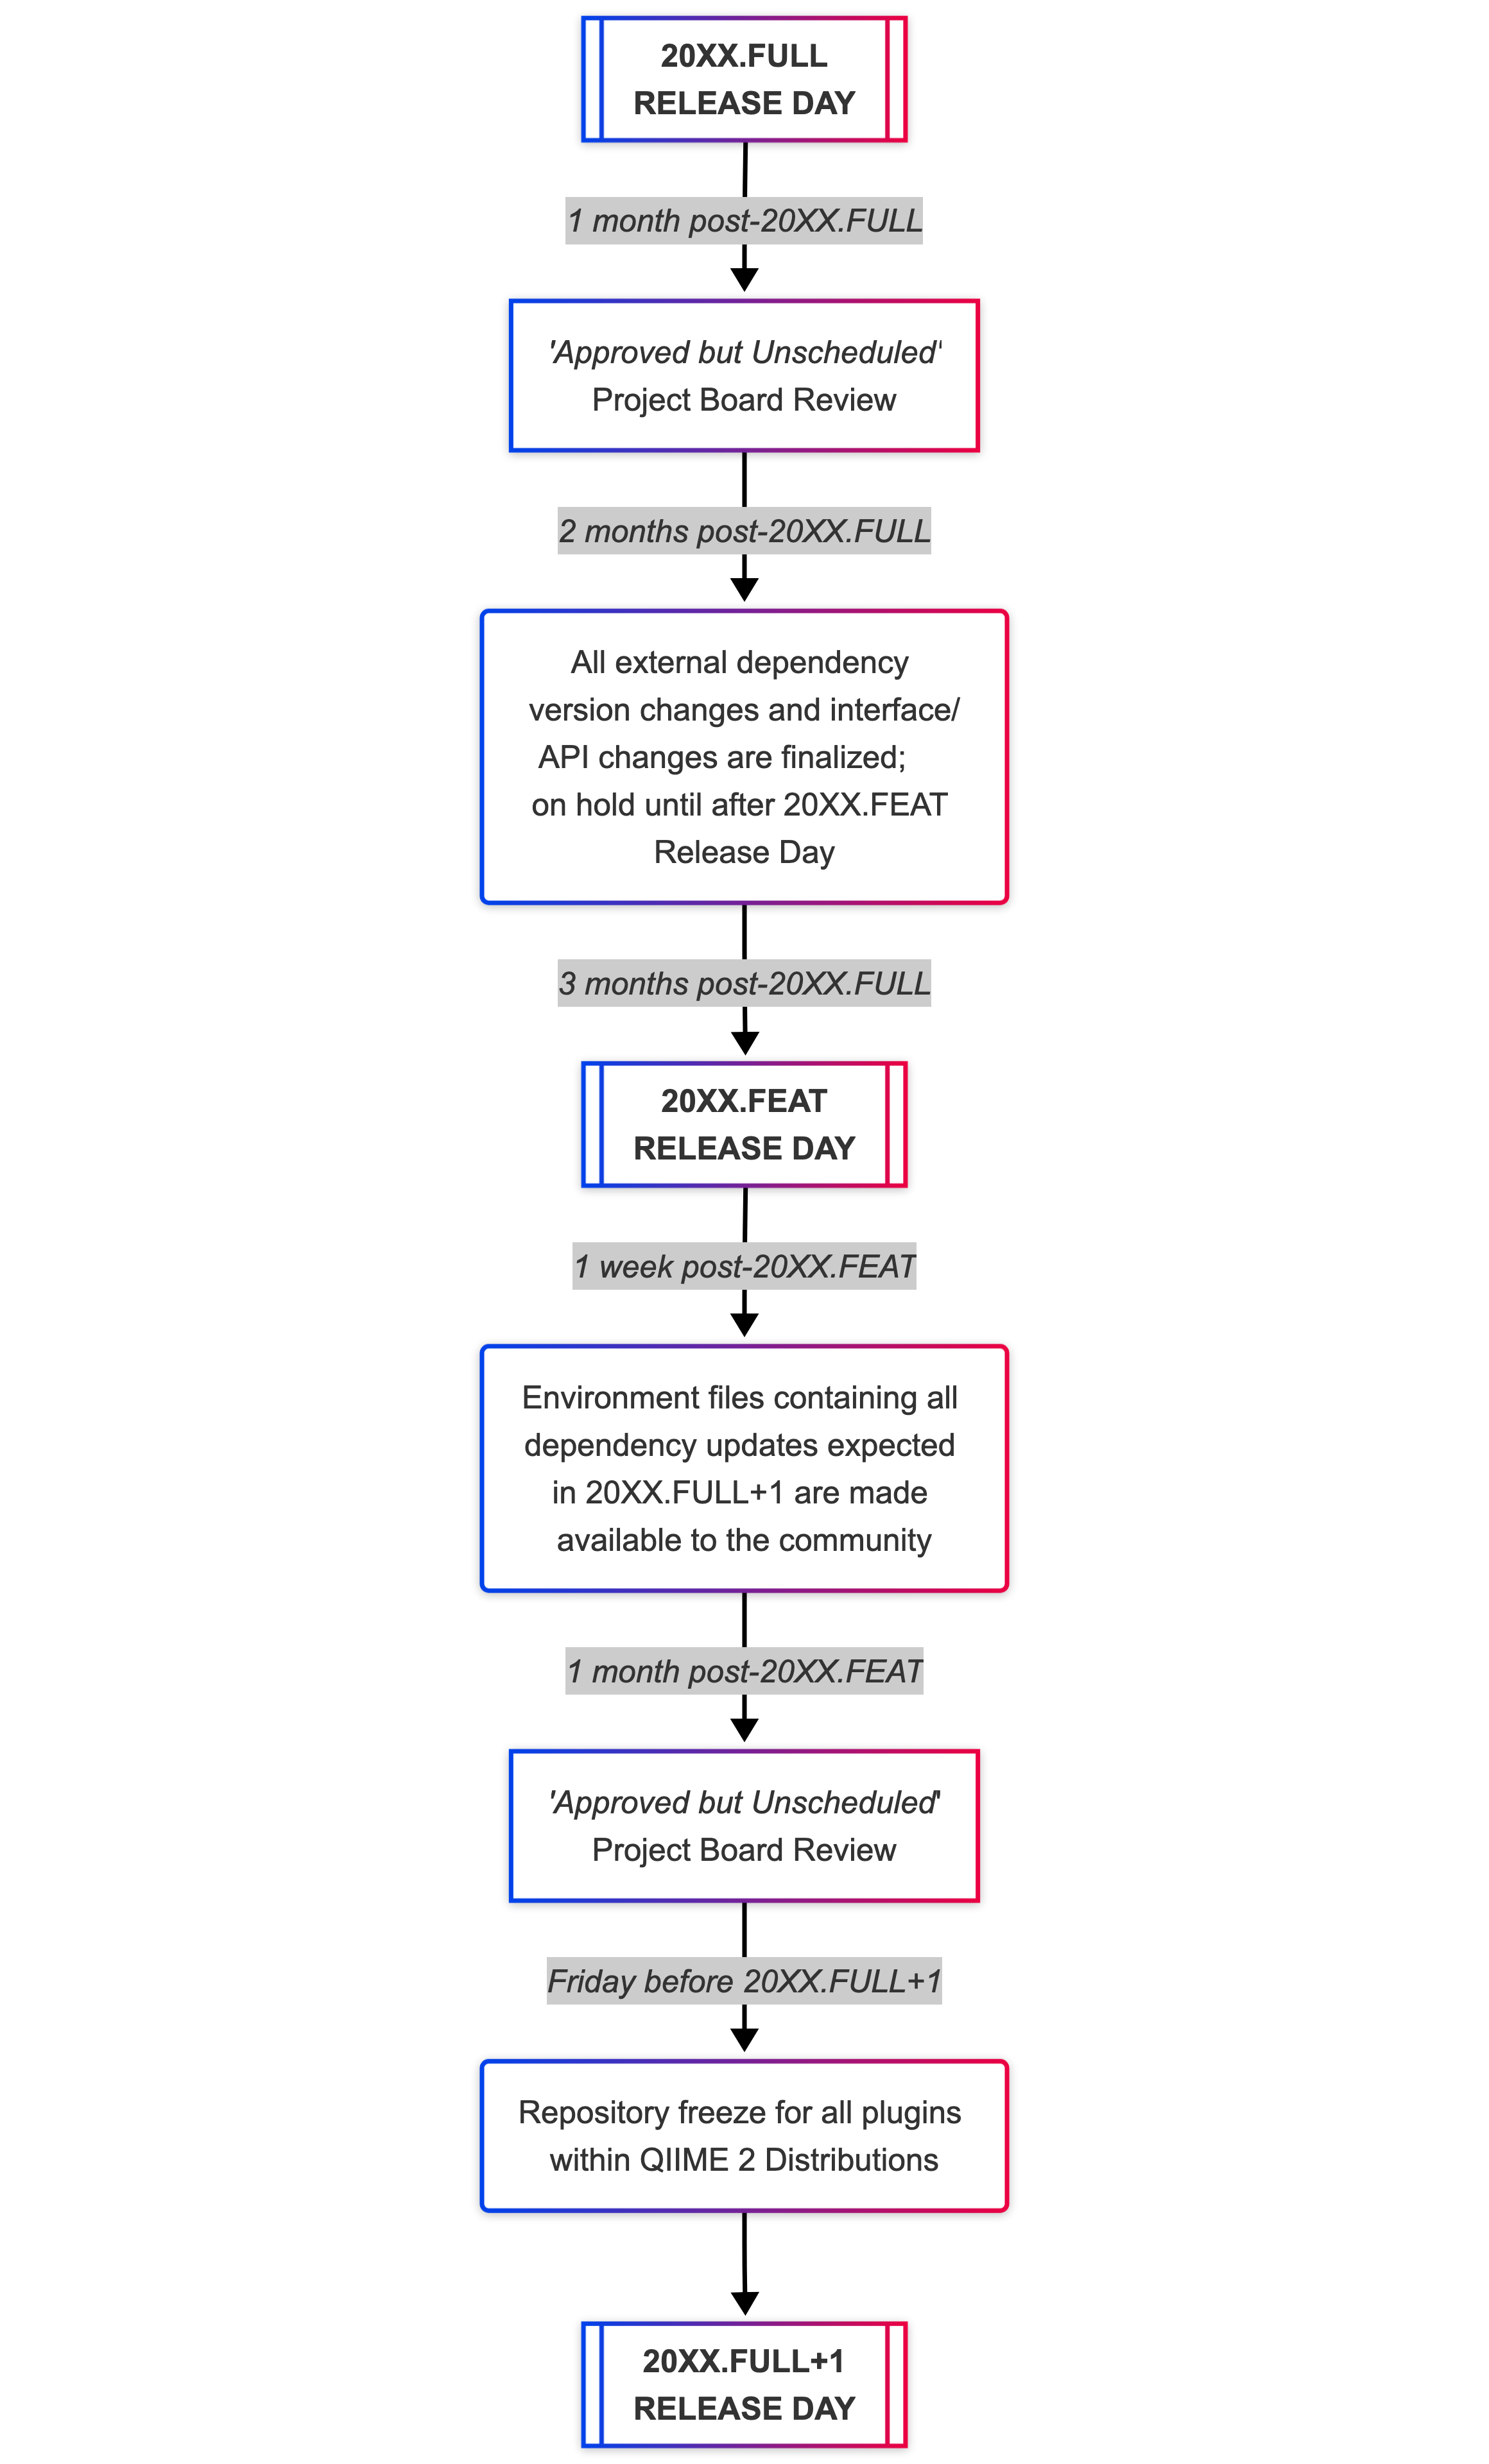 20XX.FULL
RELEASE DAY
1 month post-20XX.FULL
'Approved but Unscheduled'
Project Board Review
2 months post-20XX.FULL
All external dependency
version changes and interface/
API changes are finalized;
on hold until after 20XX.FEAT
Release Day
3 months post-20XX.FULL
20XX.FEAT
RELEASE DAY
1 week post-20XX.FEAT
Environment files containing all
dependency updates expected
in 20XX.FULL+1 are made
available to the community
1 month post-20XX.FEAT
'Approved but Unscheduled'
Project Board Review
Friday before 20XX.FULL+1
Repository freeze for all plugins
within QIIME 2 Distributions
20XX.FULL+1
RELEASE DAY